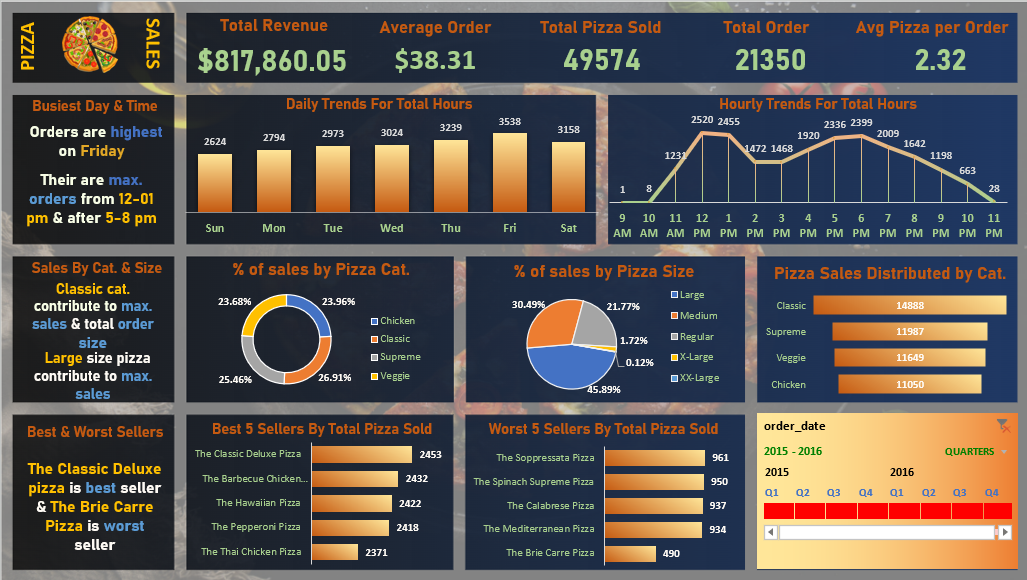 PIZZA
SALES
Total Revenue
$817,860.05
Average Order
$38.31
Total Pizza Sold
49574
Total Order
21350
Avg Pizza per Order
2.32
Busiest Day & Time
Orders are highest
on Friday
Their are max.
orders from 12-01
pm & after 5-8 pm
Daily Trends For Total Hours
2624
2794
2973
3024
3239
3538
3158
Sun
Mon
Tue
Wed
Thu
Fri
Sat
Hourly Trends For Total Hours
1
8
1231
2520
2455
1472
1468
1920
2336
2399
2009
1642
1198
663
28
9 10 11 12 1 2 3 4 5 6 7 8 9 10 11
AM AM AM PM PM PM PM PM PM PM PM PM PM PM PM
Sales By Cat. & Size
Classic cat.
contribute to max.
sales & total order
size
Large size pizza
contribute to max.
sales
% of sales by Pizza Cat.
23.68%
23.96%
25.46%
26.91%
Chicken
Classic
Supreme
Veggie
% of sales by Pizza Size
30.49%
21.77%
1.72%
0.12%
45.89%
Large
Medium
Regular
X-Large
XX-Large
Pizza Sales Distributed by Cat.
Classic 14888
Supreme 11987
Veggie 11649
Chicken 11050
Best & Worst Sellers
The Classic Deluxe
pizza is best seller
& The Brie Carre
Pizza is worst
seller
Best 5 Sellers By Total Pizza Sold
The Classic Deluxe Pizza 2453
The Barbecue Chicken... 2432
The Hawaiian Pizza 2422
The Pepperoni Pizza 2418
The Thai Chicken Pizza 2371
Worst 5 Sellers By Total Pizza Sold
The Soppressata Pizza 961
The Spinach Supreme Pizza 950
The Calabrese Pizza 937
The Mediterranean Pizza 934
The Brie Carre Pizza 490
order_date
2015 - 2016 QUARTERS
2015 2016
Q1 Q2 Q3 Q4 Q1 Q2 Q3 Q4